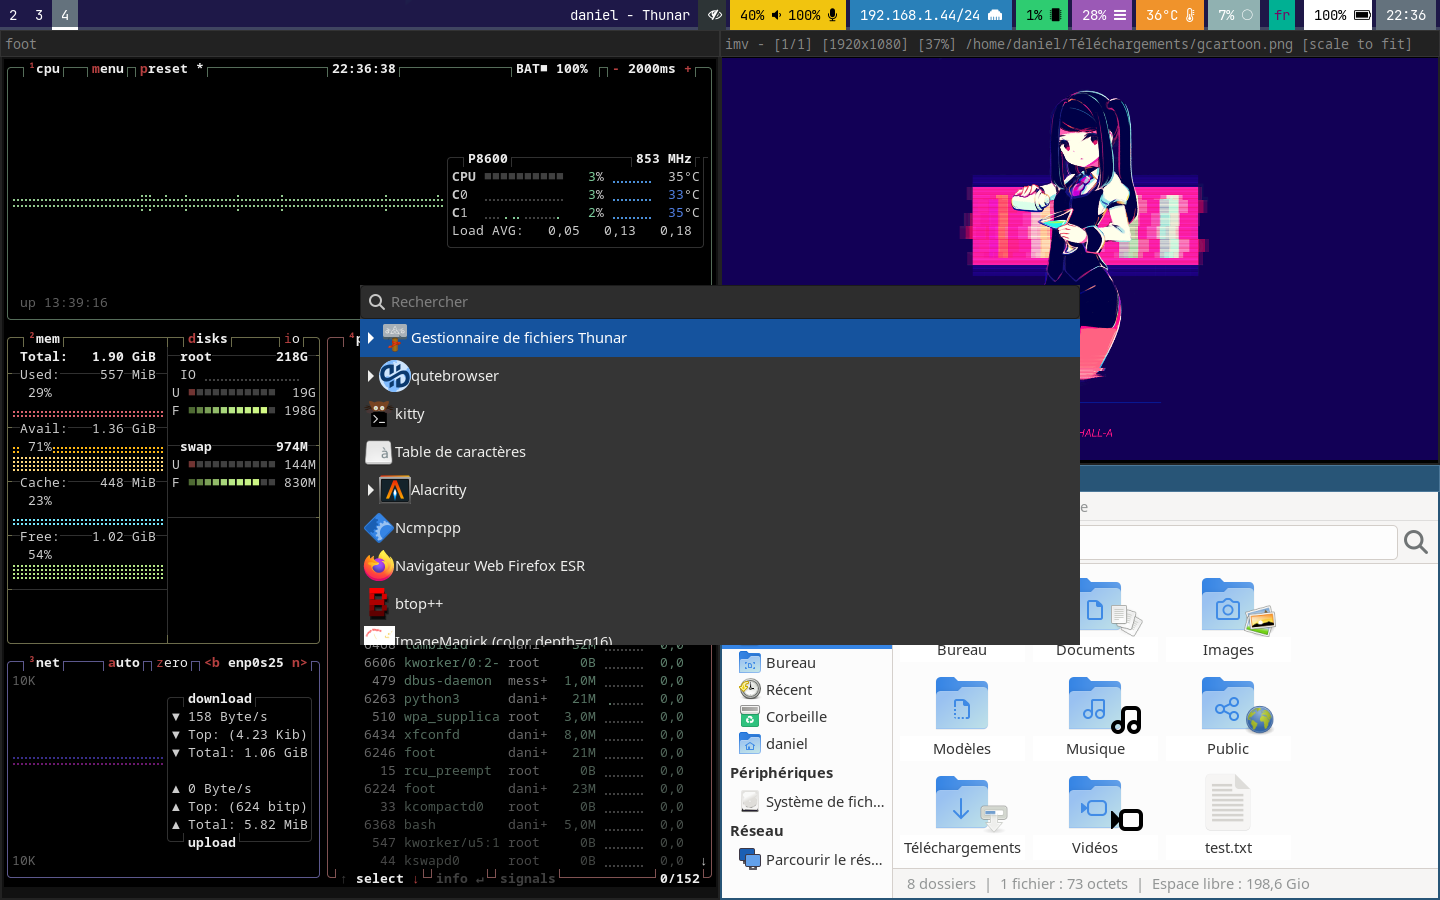 2 3 4 daniel - Thunar 40% 100% 192.168.1.44/24 1% 28% 36°C 7% fr 100% 22:36
foot
imv - [1/1] [1920x1080] [37%] /home/daniel/Téléchargements/gcartoon.png [scale to fit]
¹cpu menu preset * 22:36:38 BAT■ 100% - 2000ms +
P8600 853 MHz
CPU 3% 35°C
C0 3% 33°C
C1 2% 35°C
Load AVG: 0,05 0,13 0,18
up 13:39:16
²mem disks io
Total: 1.90 GiB root 218G
Used: 557 MiB IO
29% U 19G
F 198G
Avail: 1.36 GiB
71% swap 974M
U 144M
Cache: 448 MiB F 830M
23%
Free: 1.02 GiB
54%
Rechercher
Gestionnaire de fichiers Thunar
qutebrowser
kitty
Table de caractères
Alacritty
Ncmpcpp
Navigateur Web Firefox ESR
btop++
ImageMagick (color depth=q16)
HALL-A
³net auto zero <b enp0s25 n>
10K
download
▼ 158 Byte/s
▼ Top: (4.23 Kib)
▼ Total: 1.06 GiB
▲ 0 Byte/s
▲ Top: (624 bitp)
▲ Total: 5.82 MiB
upload
10K
6606 kworker/0:2- root 0B 0,0
479 dbus-daemon mess+ 1,0M 0,0
6263 python3 dani+ 21M 0,0
510 wpa_supplica root 3,0M 0,0
6434 xfconfd dani+ 8,0M 0,0
6246 foot dani+ 21M 0,0
15 rcu_preempt root 0B 0,0
6224 foot dani+ 23M 0,0
33 kcompactd0 root 0B 0,0
6368 bash dani+ 5,0M 0,0
547 kworker/u5:1 root 0B 0,0
44 kswapd0 root 0B 0,0 ↓
↑ select ↓ info ↵ signals 0/152
Bureau
Récent
Corbeille
daniel
Périphériques
Système de fich...
Réseau
Parcourir le rés...
Bureau Documents Images
Modèles Musique Public
Téléchargements Vidéos test.txt
8 dossiers | 1 fichier : 73 octets | Espace libre : 198,6 Gio